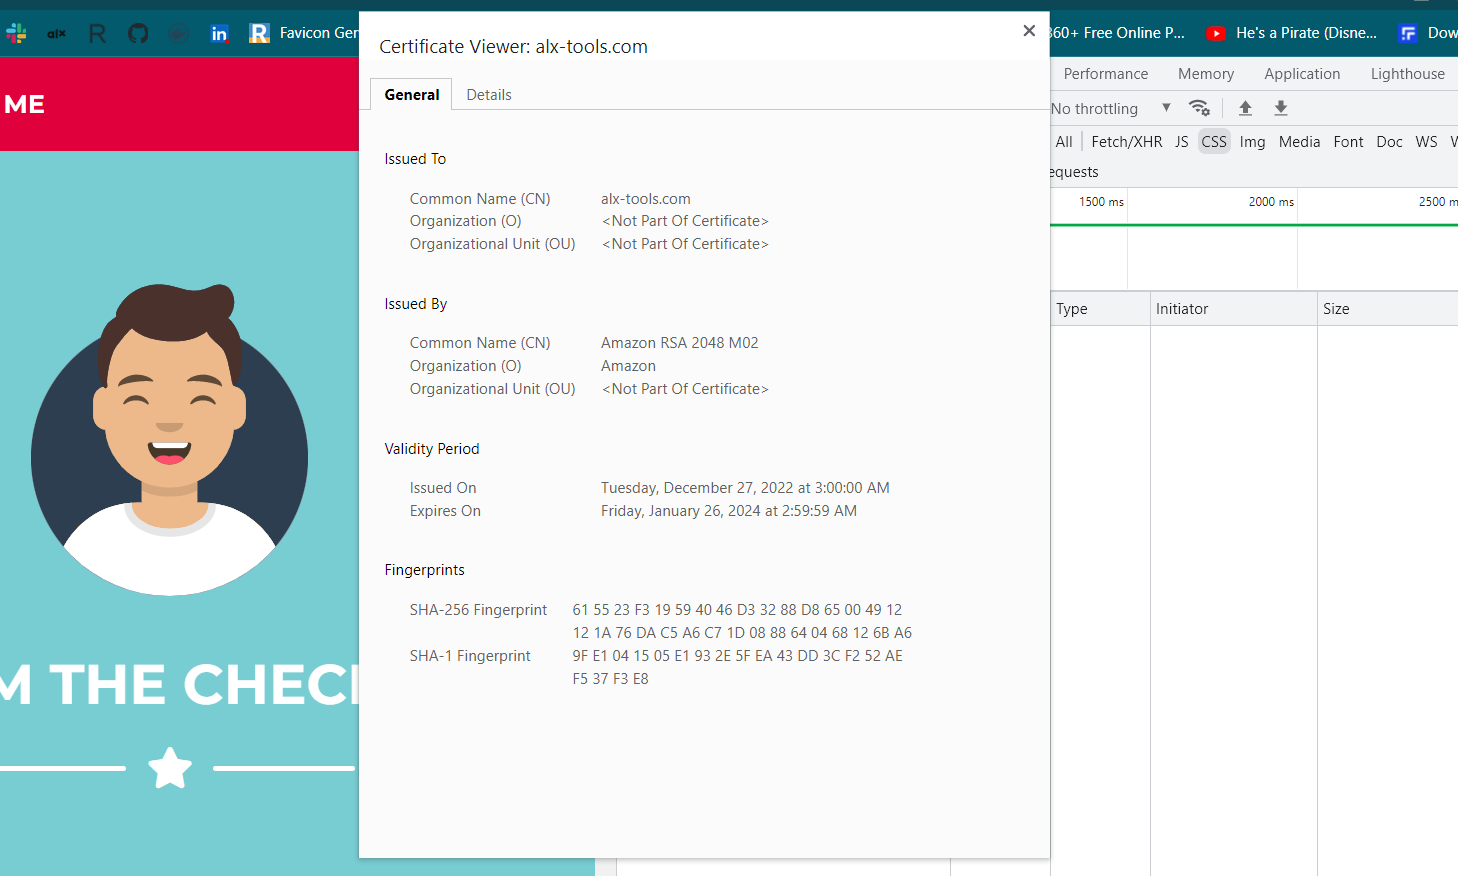 alx
R
in
R
Favicon Gen
360+ Free Online P...
He's a Pirate (Disne...
Dow
ME
M THE CHEC
Certificate Viewer: alx-tools.com
General Details
Issued To
Common Name (CN) alx-tools.com
Organization (O) <Not Part Of Certificate>
Organizational Unit (OU) <Not Part Of Certificate>
Issued By
Common Name (CN) Amazon RSA 2048 M02
Organization (O) Amazon
Organizational Unit (OU) <Not Part Of Certificate>
Validity Period
Issued On Tuesday, December 27, 2022 at 3:00:00 AM
Expires On Friday, January 26, 2024 at 2:59:59 AM
Fingerprints
SHA-256 Fingerprint 61 55 23 F3 19 59 40 46 D3 32 88 D8 65 00 49 12
12 1A 76 DA C5 A6 C7 1D 08 88 64 04 68 12 6B A6
SHA-1 Fingerprint 9F E1 04 15 05 E1 93 2E 5F EA 43 DD 3C F2 52 AE
F5 37 F3 E8
Performance Memory Application Lighthouse
No throttling
All Fetch/XHR JS CSS Img Media Font Doc WS
equests
1500 ms 2000 ms 2500 m
Type Initiator Size